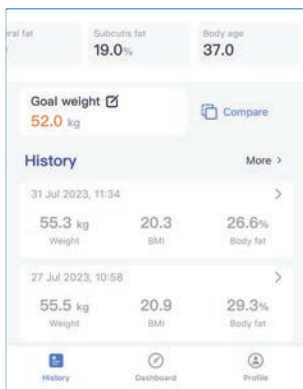 eral fat
Subcutis fat
Body age
19.0%
37.0
Goal weight
52.0 kg
Compare
History
More >
31 Jul 2023, 11:34
55.3 kg
20.3
26.6%
Weight
BMI
Body fat
27 Jul 2023, 10:58
55.5 kg
20.9
29.3%
Weight
BMI
Body fat
History
Dashboard
Profile